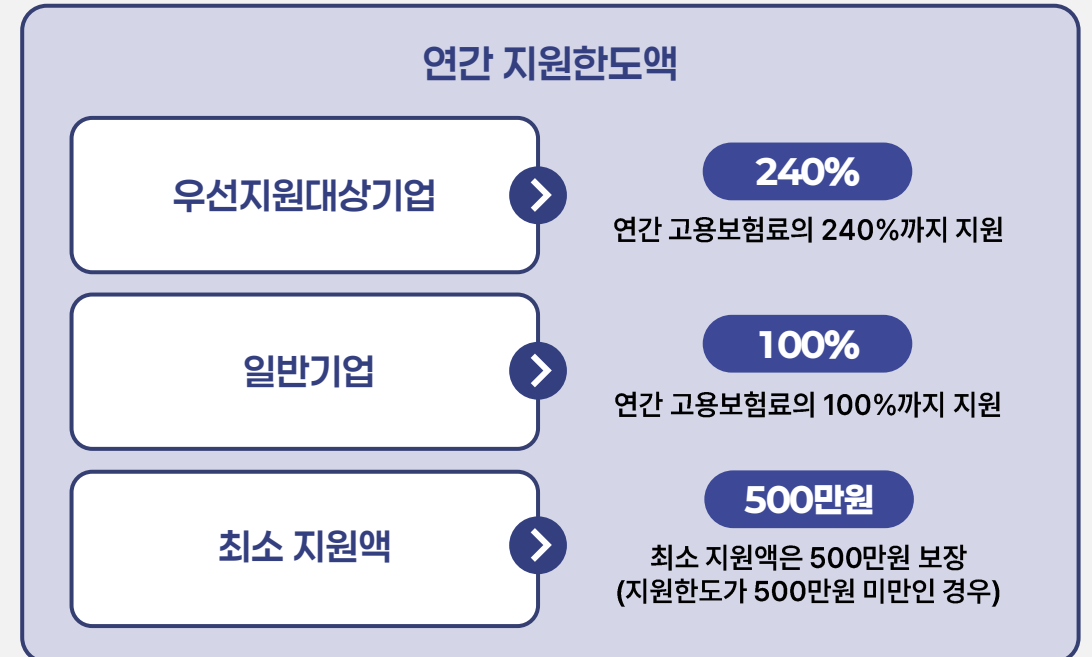 연간 지원한도액
우선지원대상기업
240%
연간 고용보험료의 240%까지 지원
일반기업
100%
연간 고용보험료의 100%까지 지원
최소 지원액
500만원
최소 지원액은 500만원 보장
(지원한도가 500만원 미만인 경우)